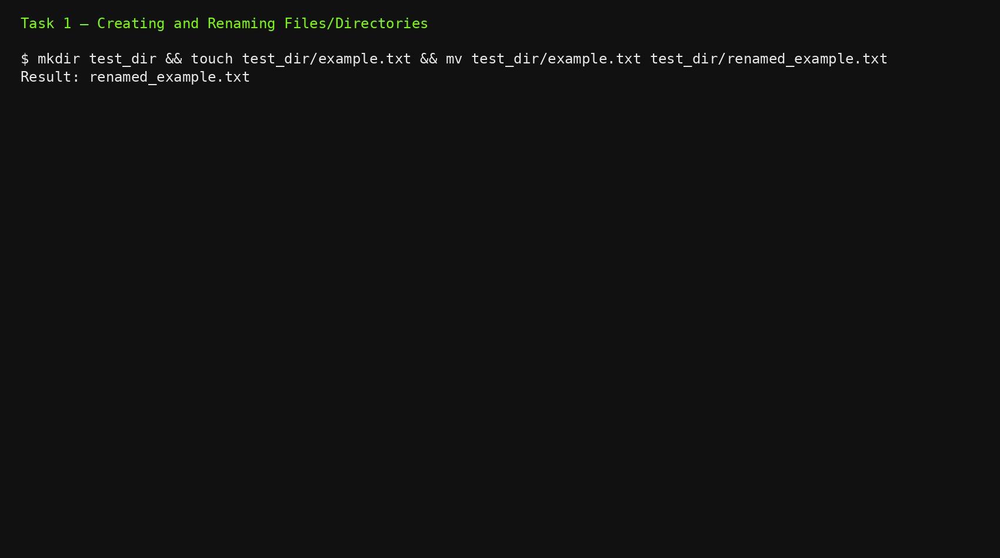 Task 1 — Creating and Renaming Files/Directories
$ mkdir test_dir && touch test_dir/example.txt && mv test_dir/example.txt test_dir/renamed_example.txt
Result: renamed_example.txt